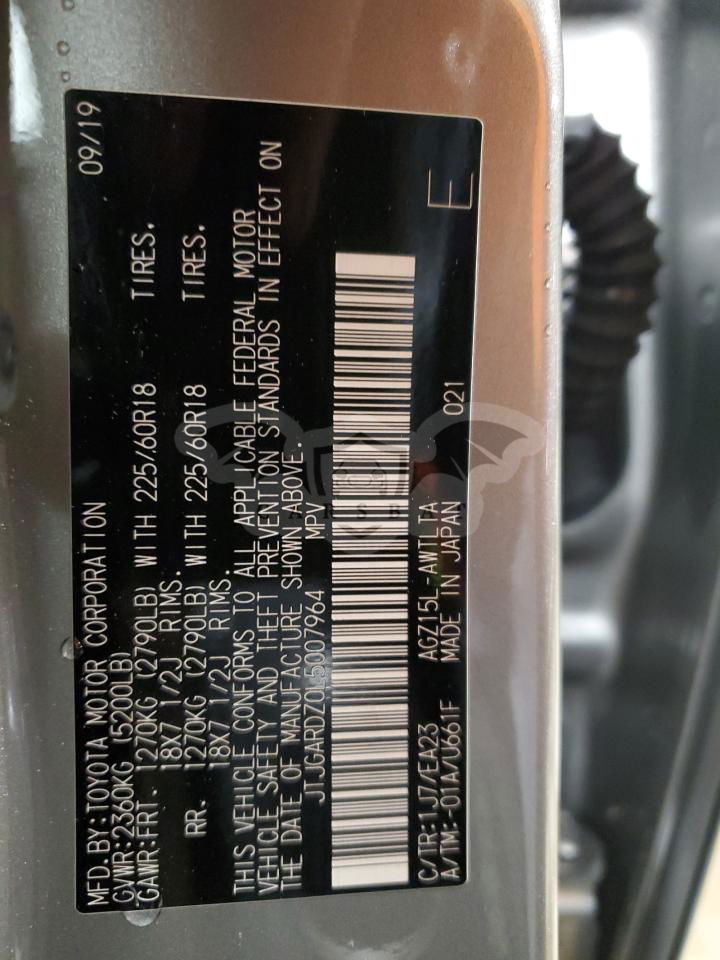 MFD. BY: TOYOTA MOTOR CORPORATION 09/19
GVWR: 2360KG (5200LB)
GAWR: FRT. 1270KG (2790LB) WITH 225/60R18 TIRES.
18X7 1/2J RIMS.
RR. 1270KG (2790LB) WITH 225/60R18 TIRES.
18X7 1/2J RIMS.
THIS VEHICLE CONFORMS TO ALL APPLICABLE FEDERAL MOTOR
VEHICLE SAFETY AND THEFT PREVENTION STANDARDS IN EFFECT ON
THE DATE OF MANUFACTURE SHOWN ABOVE.
JTJGARDZ0L5007964 MPV
CARSBAT
C/TR: 1J7/EA23 AGZ15L-AWTLTA
A/TM: -01A/U661F MADE IN JAPAN 021 E